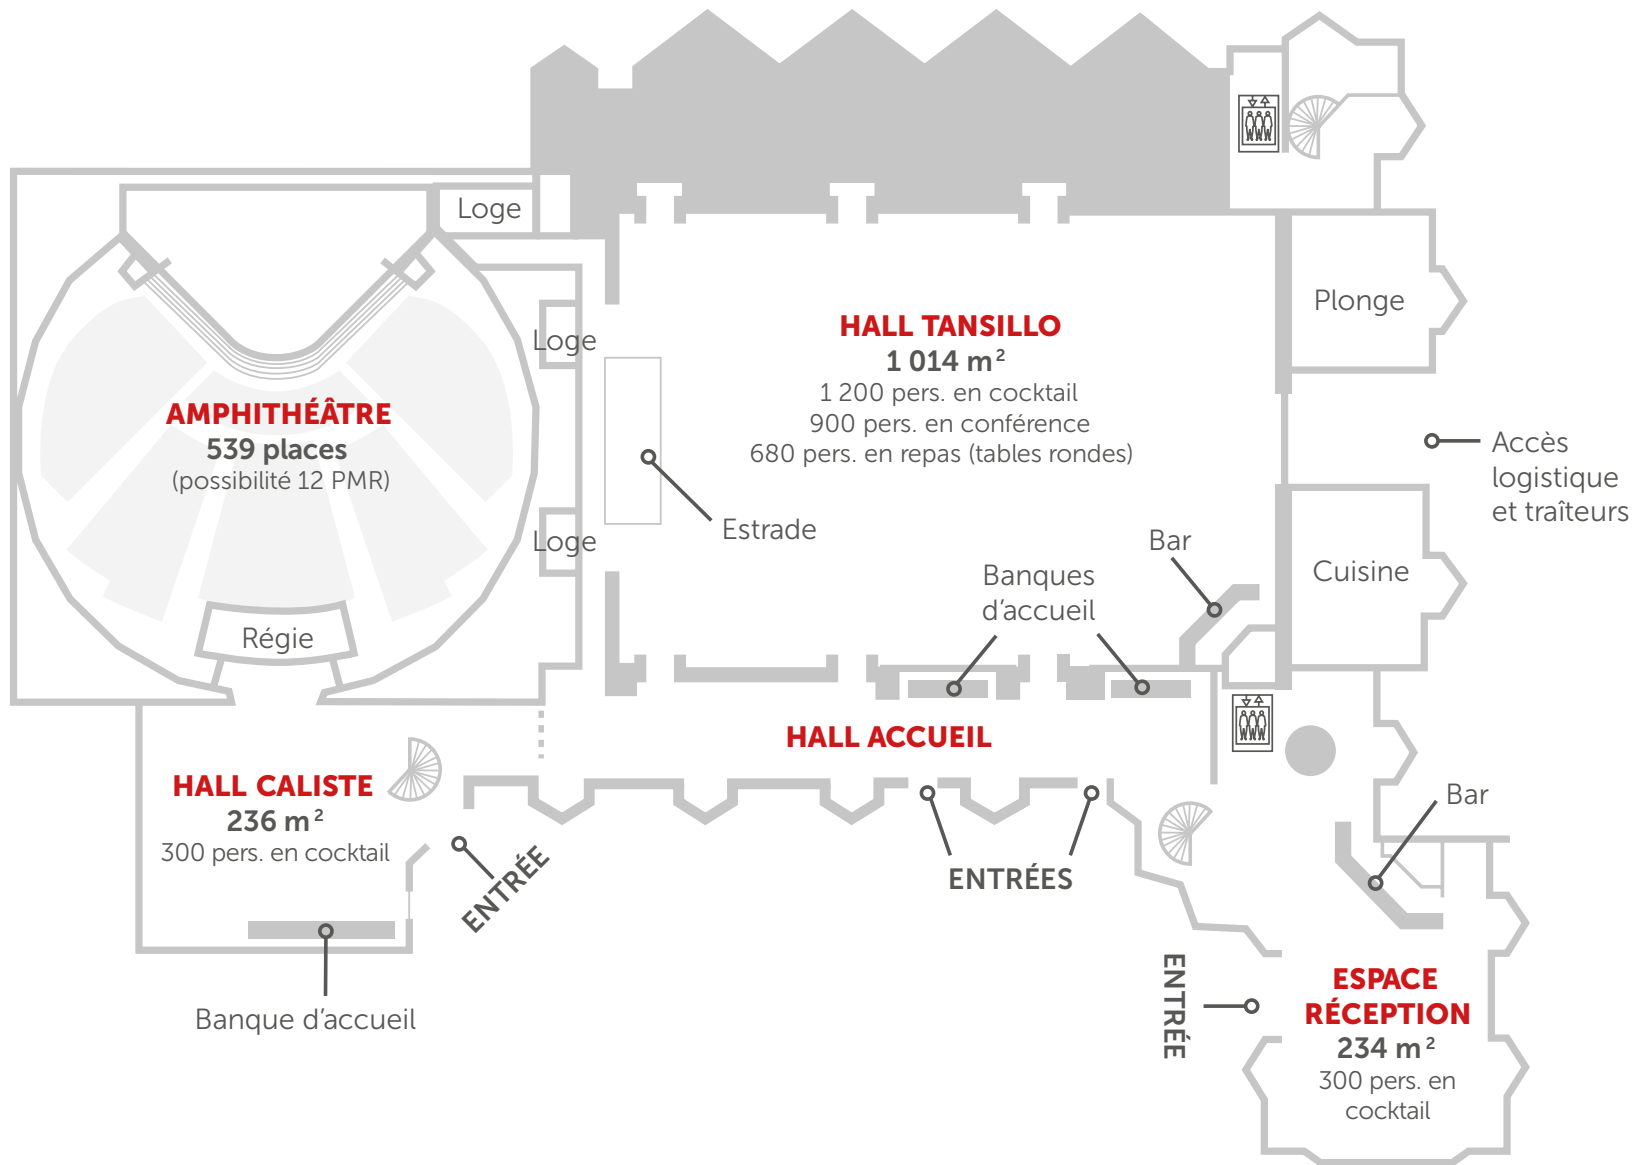 Loge
Loge
Loge
AMPHITHÉÂTRE
539 places
(possibilité 12 PMR)
Régie
HALL TANSILLO
1 014 m²
1 200 pers. en cocktail
900 pers. en conférence
680 pers. en repas (tables rondes)
Estrade
Plonge
Accès
logistique
et traîteurs
Bar
Banques
d’accueil
Cuisine
HALL ACCUEIL
HALL CALISTE
236 m²
300 pers. en cocktail
ENTRÉE
Banque d’accueil
ENTRÉES
Bar
ENTRÉE
ESPACE
RÉCEPTION
234 m²
300 pers. en
cocktail